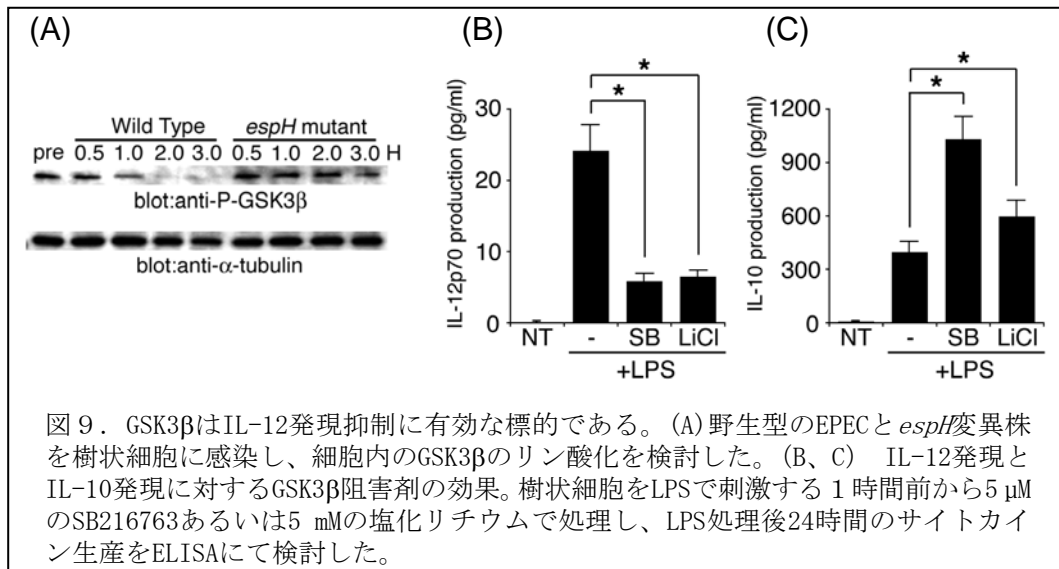 (A)
Wild Type espH mutant
pre 0.5 1.0 2.0 3.0 0.5 1.0 2.0 3.0 H
blot:anti-P-GSK3β
blot:anti-α-tubulin
(B)
IL-12p70 production (pg/ml)
30
20
10
0
* 
*
NT - SB LiCl
+LPS
(C)
IL-10 production (pg/ml)
1200
900
600
300
0
*
*
NT - SB LiCl
+LPS
図９．GSK3βはIL-12発現抑制に有効な標的である。(A)野生型のEPECとespH変異株
を樹状細胞に感染し、細胞内のGSK3βのリン酸化を検討した。(B、C) IL-12発現と
IL-10発現に対するGSK3β阻害剤の効果。樹状細胞をLPSで刺激する１時間前から5 µM
のSB216763あるいは5 mMの塩化リチウムで処理し、LPS処理後24時間のサイトカイ
ン生産をELISAにて検討した。